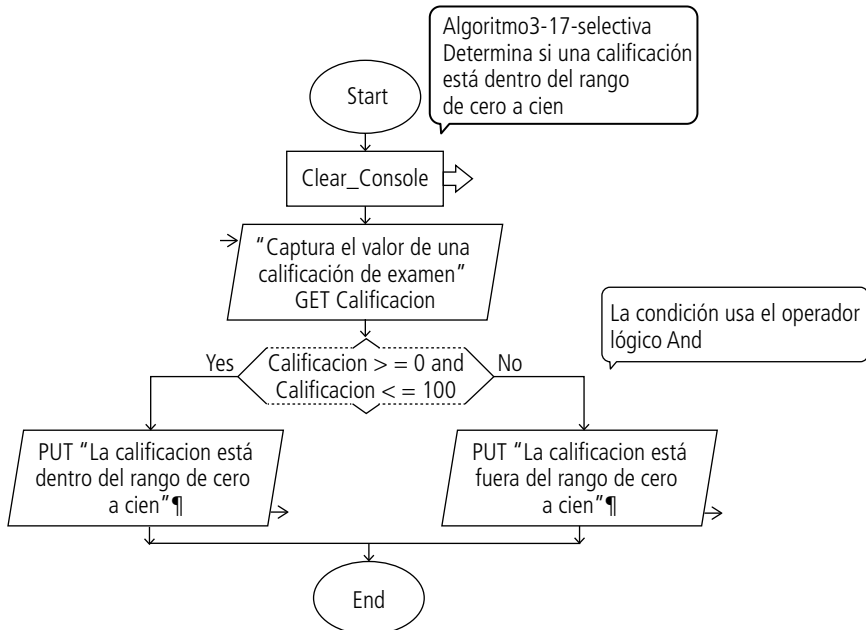 Algoritmo3-17-selectiva
Determina si una calificación
está dentro del rango
de cero a cien
Start
Clear_Console
"Captura el valor de una
calificación de examen"
GET Calificacion
La condición usa el operador
lógico And
Yes
Calificacion > = 0 and
Calificacion < = 100
No
PUT "La calificacion está
dentro del rango de cero
a cien"¶
PUT "La calificacion está
fuera del rango de cero
a cien"¶
End